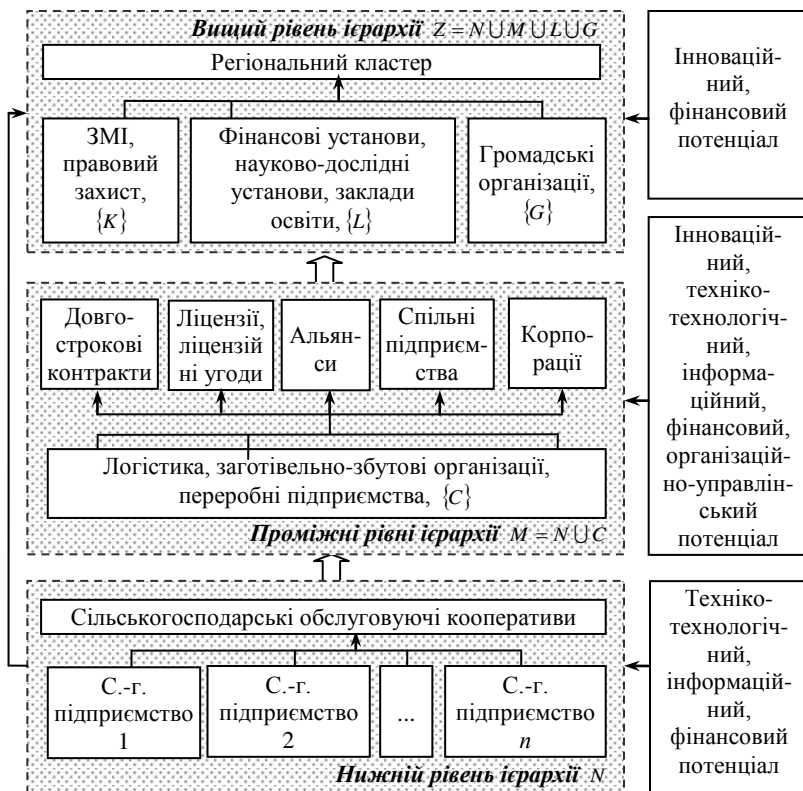 Вищий рівень ієрархії Z = N⋃M⋃L⋃G
Регіональний кластер
ЗМІ,
правовий
захист,
{K}
Фінансові установи,
науково-дослідні
установи, заклади
освіти, {L}
Громадські
організації,
{G}
Інновацій-
ний,
фінансовий
потенціал
Довго-
строкові
контракти
Ліцензії,
ліцензій
ні угоди
Альян-
си
Спільні
підприєм-
ства
Корпо-
рації
Логістика, заготівельно-збутові організації,
переробні підприємства, {C}
Проміжні рівні ієрархії M = N⋃C
Інновацій-
ний,
техніко-
технологіч-
ний,
інформа-
ційний,
фінансовий,
організацій-
но-управлін-
ський
потенціал
Сільськогосподарські обслуговуючі кооперативи
С.-г.
підприємство
1
С.-г.
підприємство
2
...
С.-г.
підприємство
n
Нижній рівень ієрархії N
Техніко-
технологіч-
ний,
інформацій-
ний,
фінансовий
потенціал